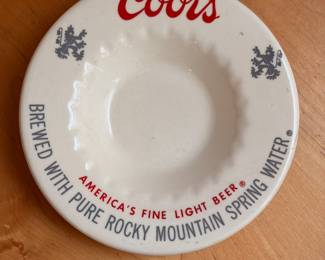 Coors
AMERICA'S FINE LIGHT BEER®
BREWED WITH PURE ROCKY MOUNTAIN SPRING WATER®